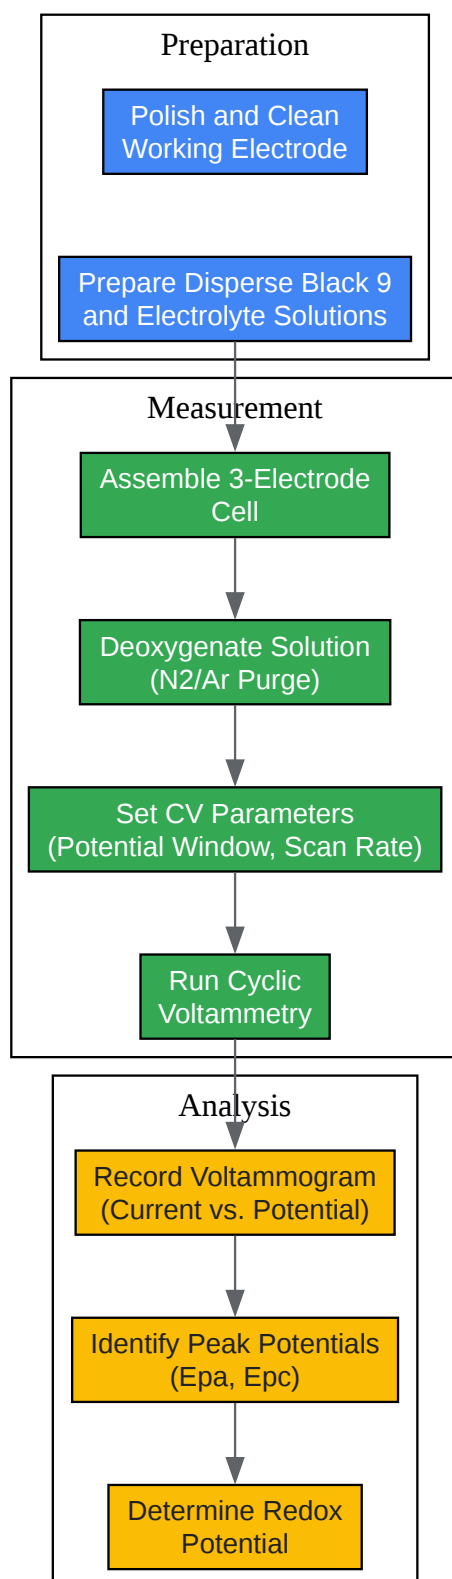 Preparation
Polish and Clean
Working Electrode
Prepare Disperse Black 9
and Electrolyte Solutions
Measurement
Assemble 3-Electrode
Cell
Deoxygenate Solution
(N2/Ar Purge)
Set CV Parameters
(Potential Window, Scan Rate)
Run Cyclic
Voltammetry
Analysis
Record Voltammogram
(Current vs. Potential)
Identify Peak Potentials
(Epa, Epc)
Determine Redox
Potential